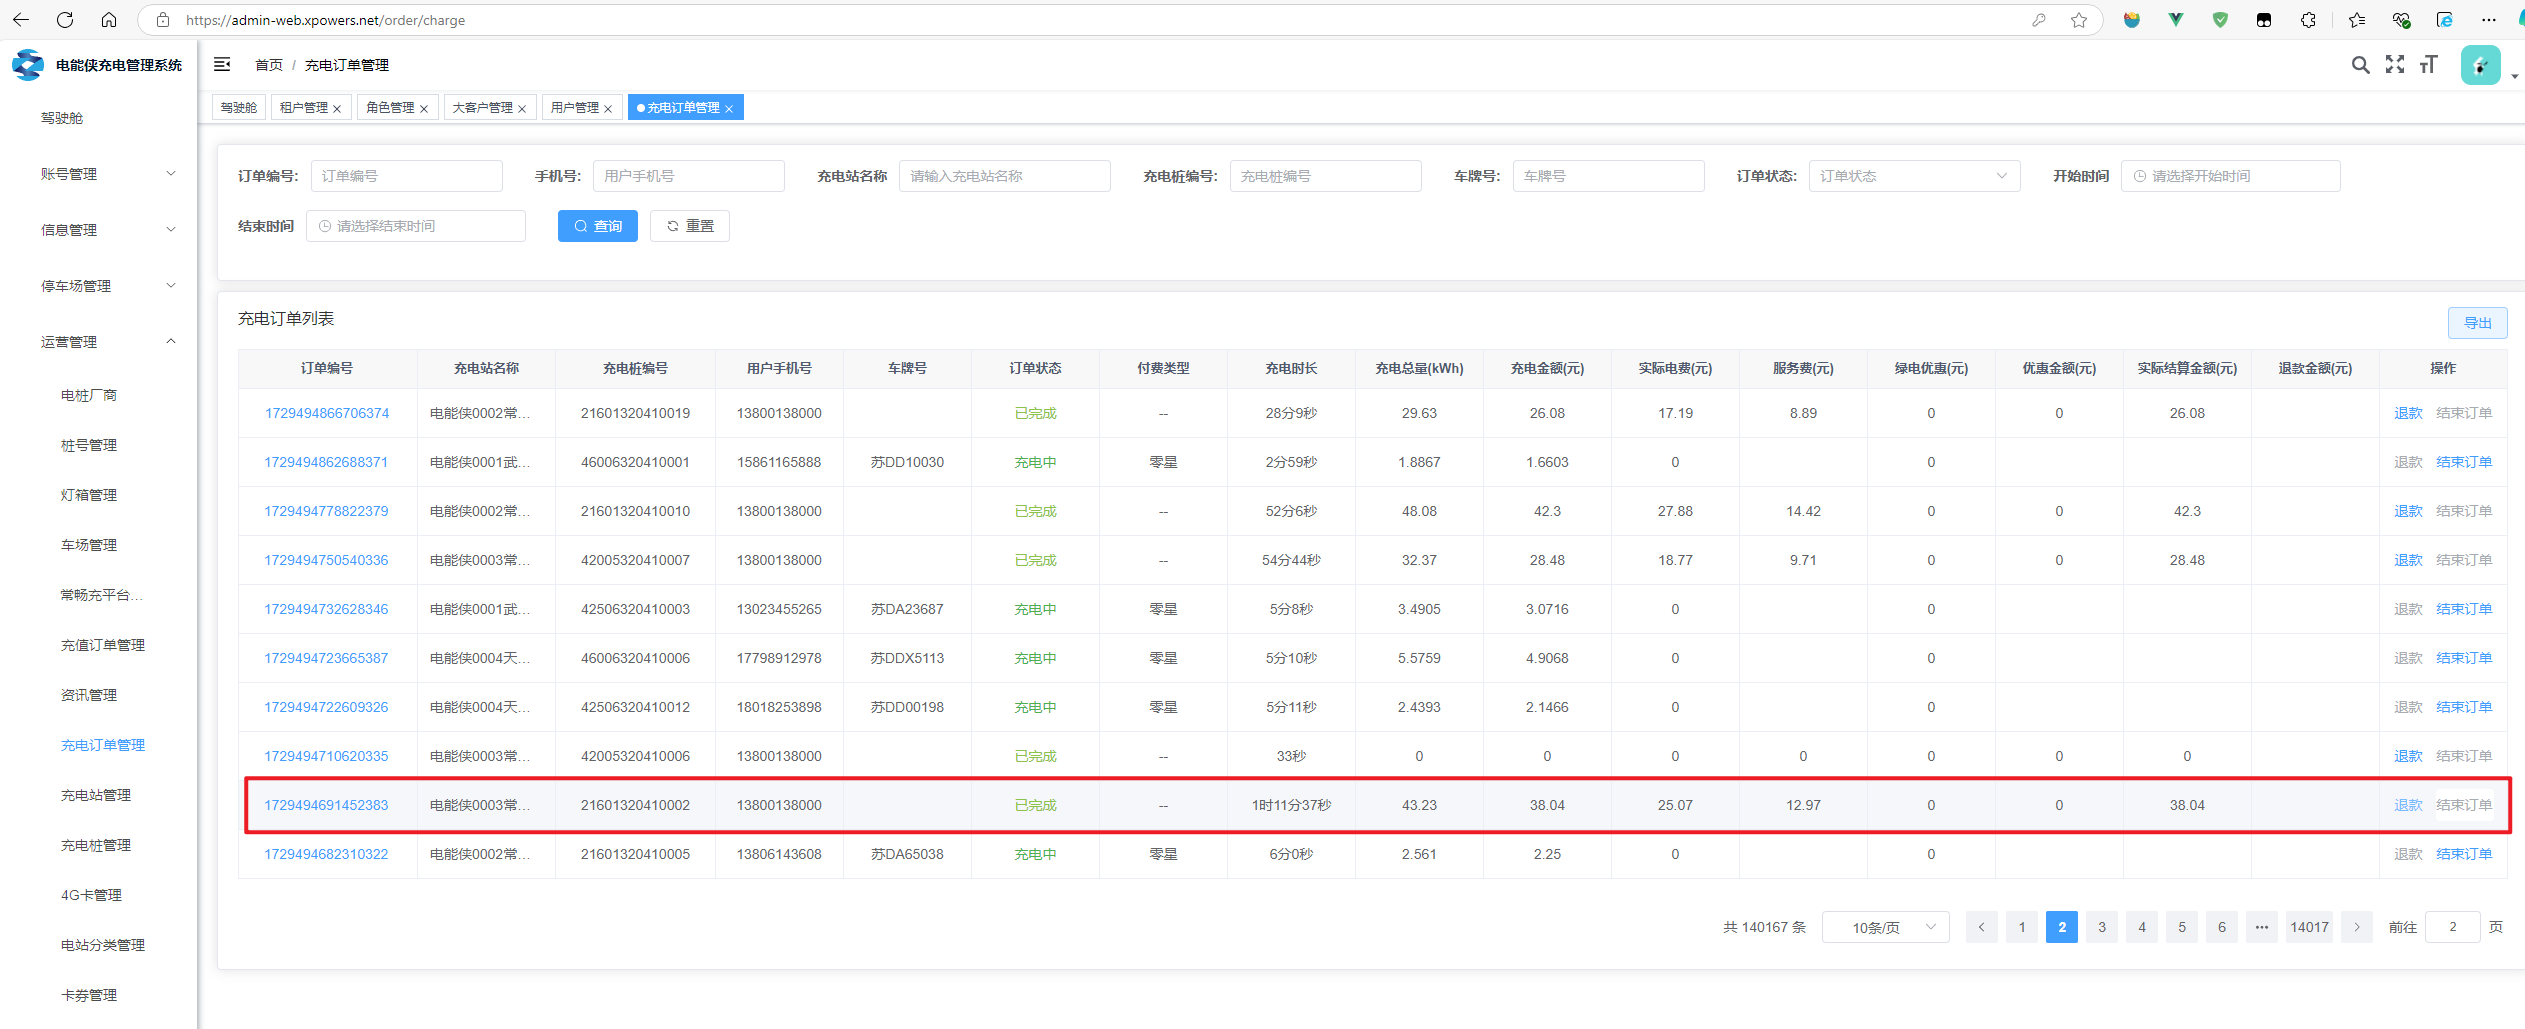 https://admin-web.xpowers.net/order/charge
电能侠充电管理系统
首页 / 充电订单管理
驾驶舱 租户管理 × 角色管理 × 大客户管理 × 用户管理 × 充电订单管理 ×
驾驶舱
账号管理
信息管理
停车场管理
运营管理
电桩厂商
桩号管理
灯箱管理
车场管理
常畅充平台...
充值订单管理
资讯管理
充电订单管理
充电站管理
充电桩管理
4G卡管理
电站分类管理
卡券管理
订单编号: 订单编号 手机号: 用户手机号 充电站名称 请输入充电站名称 充电桩编号: 充电桩编号 车牌号: 车牌号 订单状态: 订单状态 开始时间 请选择开始时间
结束时间 请选择结束时间 查询 重置
充电订单列表 导出
订单编号 充电站名称 充电桩编号 用户手机号 车牌号 订单状态 付费类型 充电时长 充电总量(kWh) 充电金额(元) 实际电费(元) 服务费(元) 绿电优惠(元) 优惠金额(元) 实际结算金额(元) 退款金额(元) 操作
1729494866706374 电能侠0002常... 21601320410019 13800138000 已完成 -- 28分9秒 29.63 26.08 17.19 8.89 0 0 26.08 退款 结束订单
1729494862688371 电能侠0001武... 46006320410001 15861165888 苏DD10030 充电中 零星 2分59秒 1.8867 1.6603 0 0 退款 结束订单
1729494778822379 电能侠0002常... 21601320410010 13800138000 已完成 -- 52分6秒 48.08 42.3 27.88 14.42 0 0 42.3 退款 结束订单
1729494750540336 电能侠0003常... 42005320410007 13800138000 已完成 -- 54分44秒 32.37 28.48 18.77 9.71 0 0 28.48 退款 结束订单
1729494732628346 电能侠0001武... 42506320410003 13023455265 苏DA23687 充电中 零星 5分8秒 3.4905 3.0716 0 0 退款 结束订单
1729494723665387 电能侠0004天... 46006320410006 17798912978 苏DDX5113 充电中 零星 5分10秒 5.5759 4.9068 0 0 退款 结束订单
1729494722609326 电能侠0004天... 42506320410012 18018253898 苏DD00198 充电中 零星 5分11秒 2.4393 2.1466 0 0 退款 结束订单
1729494710620335 电能侠0003常... 42005320410006 13800138000 已完成 -- 33秒 0 0 0 0 0 0 0 退款 结束订单
1729494691452383 电能侠0003常... 21601320410002 13800138000 已完成 -- 1时11分37秒 43.23 38.04 25.07 12.97 0 0 38.04 退款 结束订单
1729494682310322 电能侠0002常... 21601320410005 13806143608 苏DA65038 充电中 零星 6分0秒 2.561 2.25 0 0 退款 结束订单
共 140167 条 10条/页 1 2 3 4 5 6 ... 14017 前往 2 页